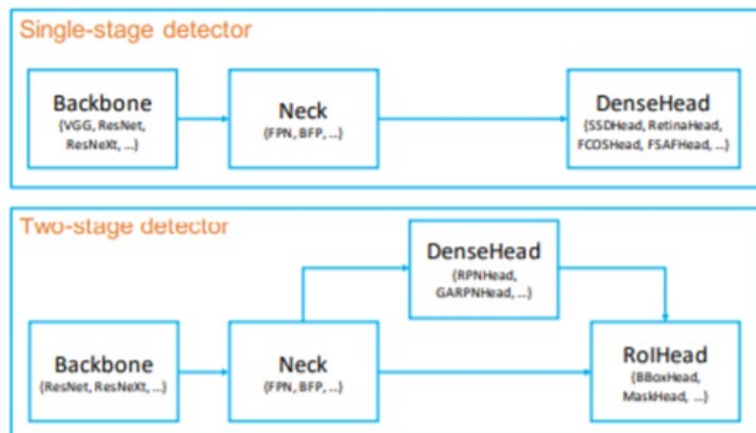 Single-stage detector
Backbone
{VGG, ResNet,
ResNeXt, ...}
Neck
{FPN, BFP, ...}
DenseHead
{SSDHead, RetinaHead,
FCOSHead, FSAFHead, ...}
Two-stage detector
DenseHead
{RPNHead,
GARPNHead, ...}
Backbone
{ResNet, ResNeXt, ...}
Neck
{FPN, BFP, ...}
RoIHead
{BBoxHead,
MaskHead, ...}